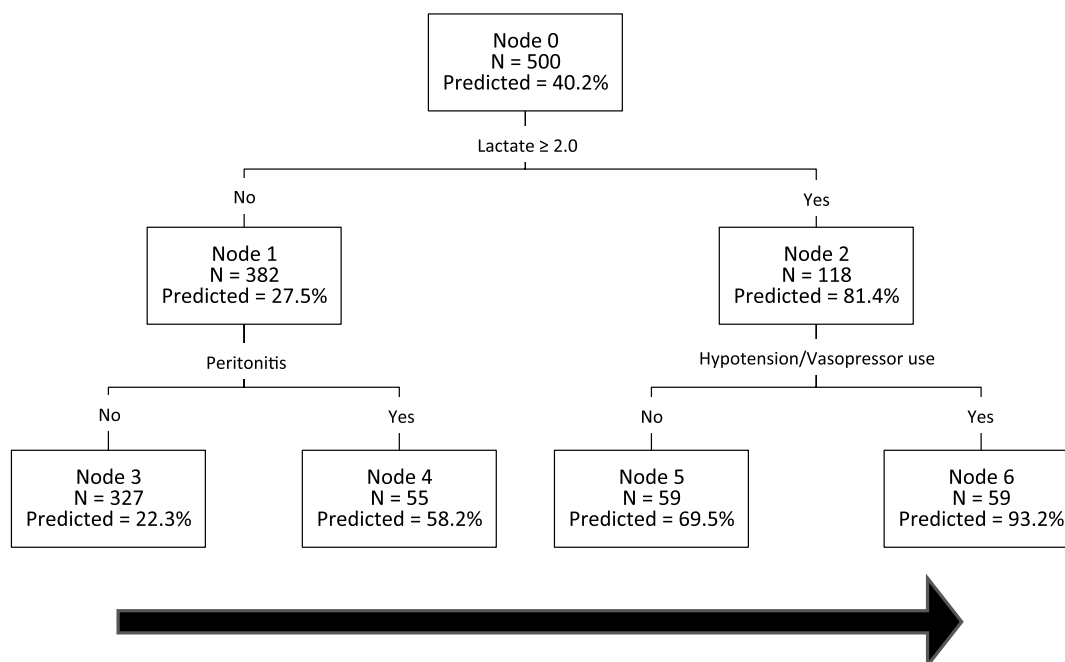 Node 0
N = 500
Predicted = 40.2%
Lactate ≥ 2.0
No
Yes
Node 1
N = 382
Predicted = 27.5%
Node 2
N = 118
Predicted = 81.4%
Peritonitis
Hypotension/Vasopressor use
No
Yes
No
Yes
Node 3
N = 327
Predicted = 22.3%
Node 4
N = 55
Predicted = 58.2%
Node 5
N = 59
Predicted = 69.5%
Node 6
N = 59
Predicted = 93.2%